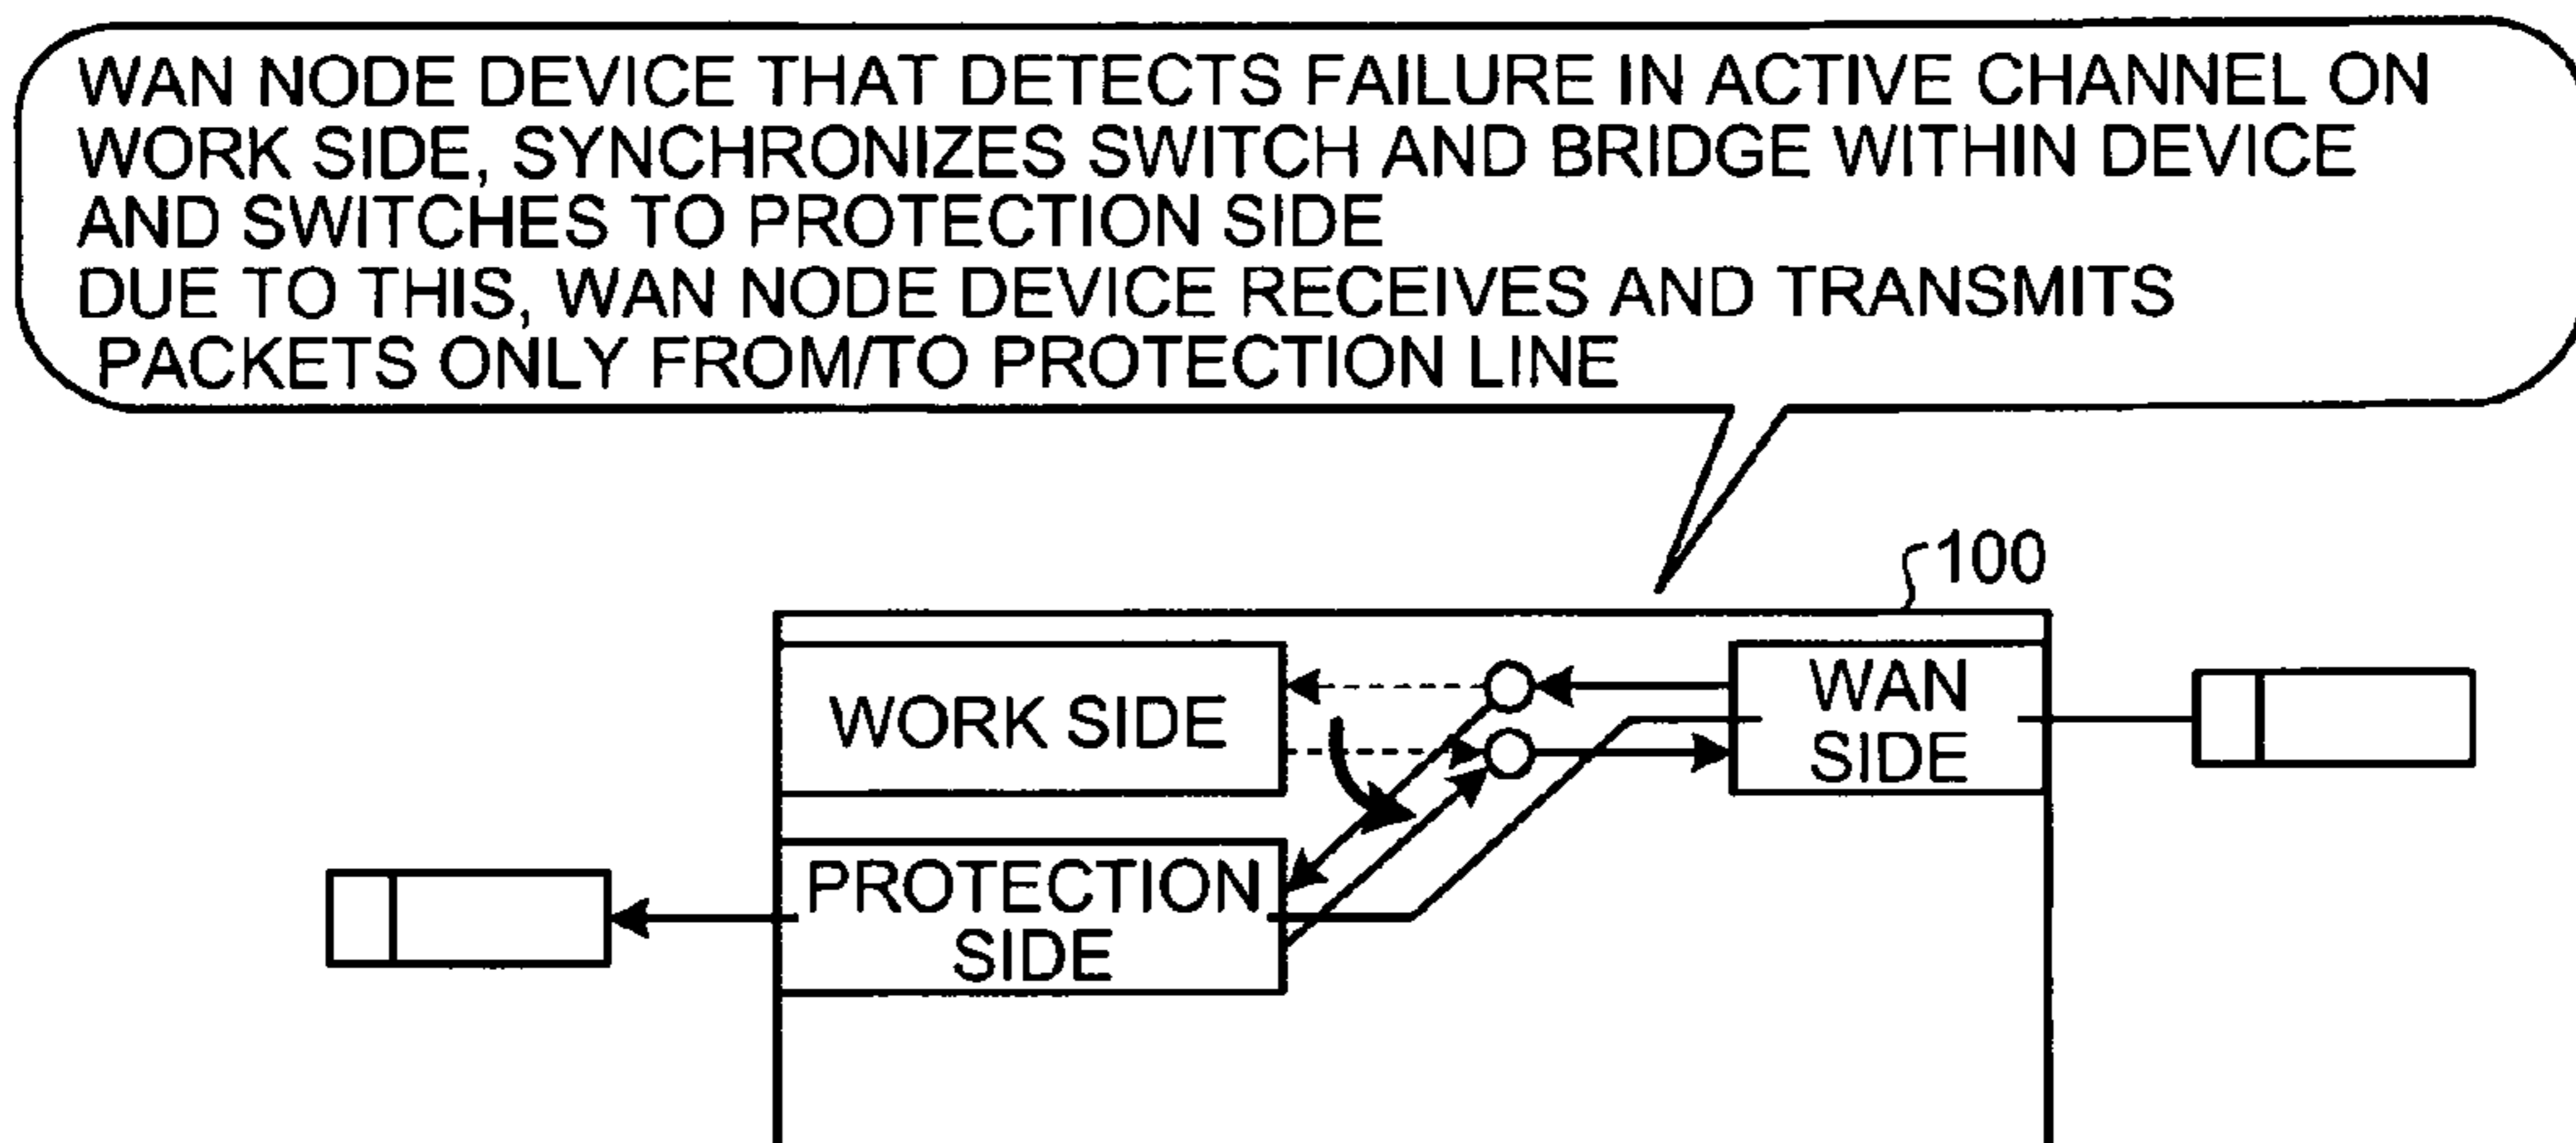 WAN NODE DEVICE THAT DETECTS FAILURE IN ACTIVE CHANNEL ON
WORK SIDE, SYNCHRONIZES SWITCH AND BRIDGE WITHIN DEVICE
AND SWITCHES TO PROTECTION SIDE
DUE TO THIS, WAN NODE DEVICE RECEIVES AND TRANSMITS
PACKETS ONLY FROM/TO PROTECTION LINE
100
WORK SIDE
WAN
SIDE
PROTECTION
SIDE